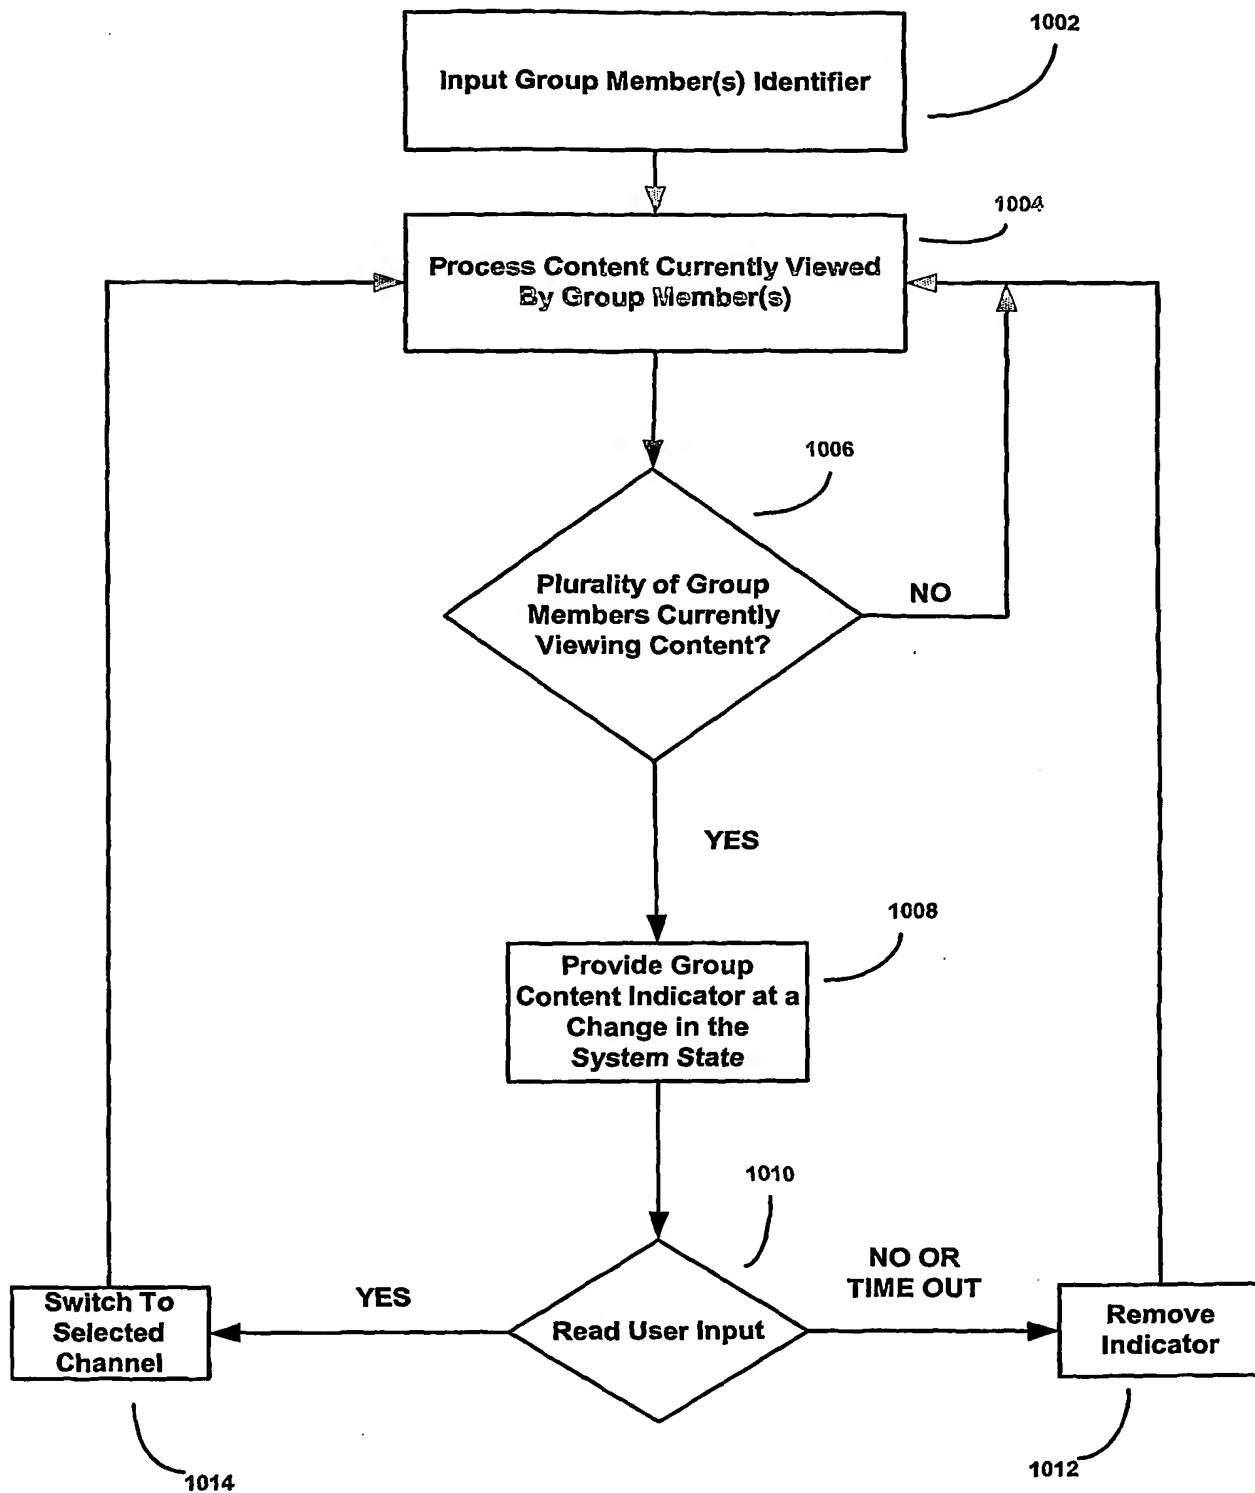 1002
Input Group Member(s) Identifier
1004
Process Content Currently Viewed
By Group Member(s)
1006
Plurality of Group
Members Currently
Viewing Content?
NO
YES
1008
Provide Group
Content Indicator at a
Change in the
System State
1010
NO OR
TIME OUT
YES
Switch To
Selected
Channel
Read User Input
Remove
Indicator
1014
1012